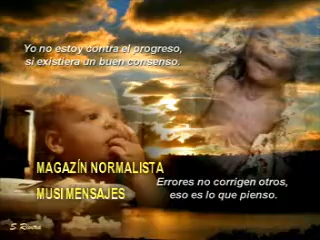 Yo no estoy contra el progreso,
si existiera un buen consenso.
MAGAZÍN NORMALISTA
MUSI MENSAJES
Errores no corrigen otros,
eso es lo que pienso.
S. Rivera